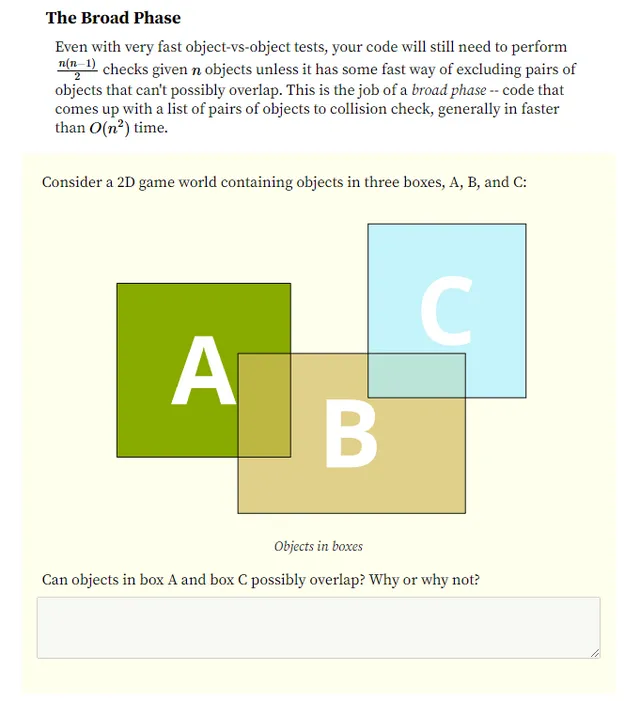 The Broad Phase
Even with very fast object-vs-object tests, your code will still need to perform
n(n−1)/2 checks given n objects unless it has some fast way of excluding pairs of
objects that can't possibly overlap. This is the job of a broad phase -- code that
comes up with a list of pairs of objects to collision check, generally in faster
than O(n²) time.
Consider a 2D game world containing objects in three boxes, A, B, and C:
C
A
B
Objects in boxes
Can objects in box A and box C possibly overlap? Why or why not?